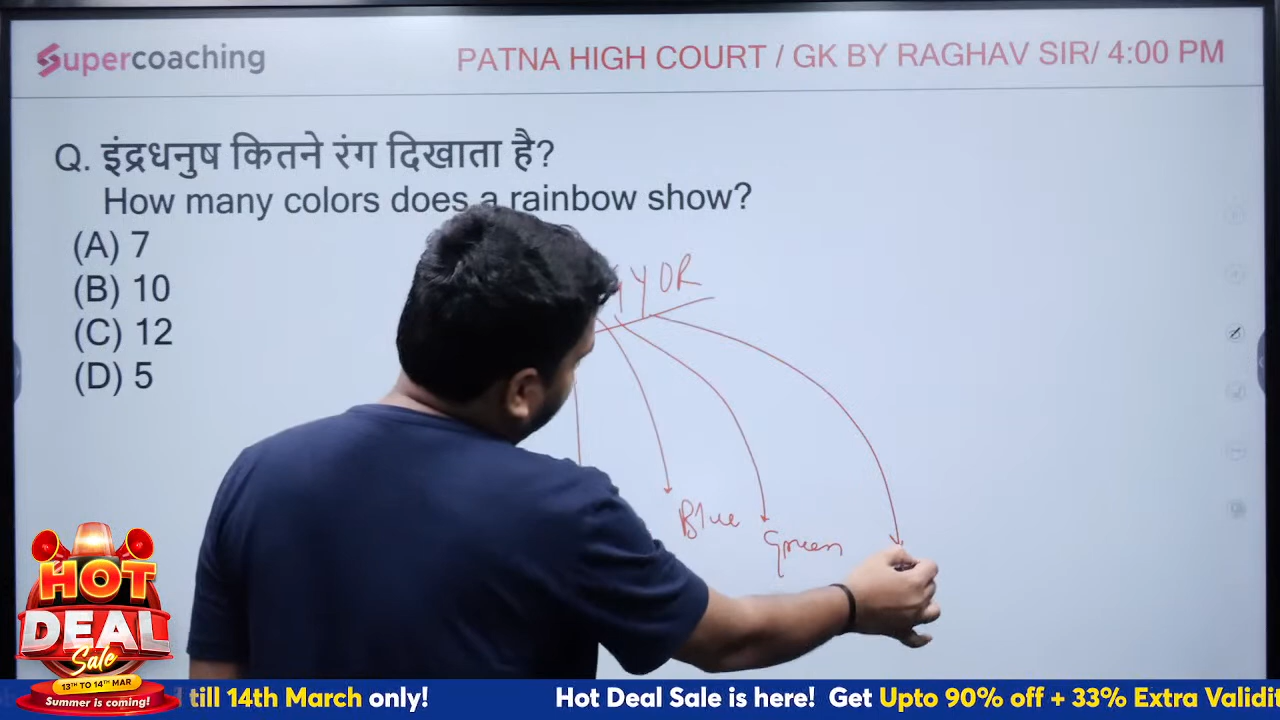 Supercoaching
PATNA HIGH COURT / GK BY RAGHAV SIR/ 4:00 PM
Q. इंद्रधनुष कितने रंग दिखाता है?
How many colors does a rainbow show?
(A) 7
(B) 10
(C) 12
(D) 5
YOR
Blue
Green
HOT
DEAL
Sale
13TH TO 14TH MAR
Summer is coming!
till 14th March only!
Hot Deal Sale is here! Get Upto 90% off + 33% Extra